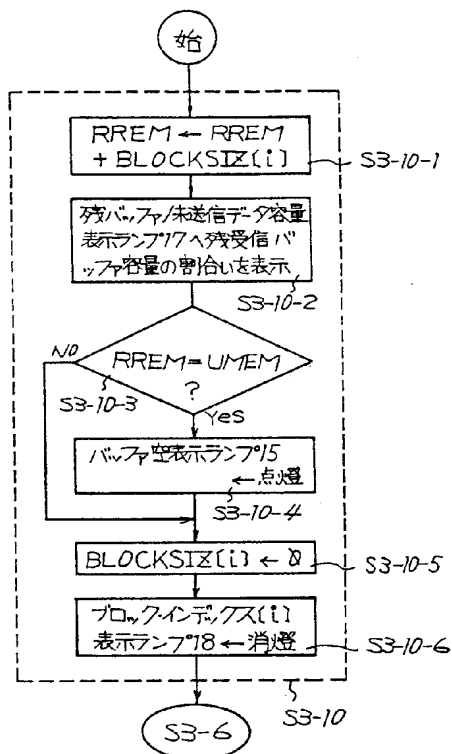 始
RREM ← RREM
+ BLOCKSIZ[i]
S3-10-1
残バッファ/未送信データ容量
表示ランプ17へ残受信バ
ッファ容量の割合いを表示
S3-10-2
NO
RREM=UMEM
?
S3-10-3
Yes
バッファ空表示ランプ15
←点燈
S3-10-4
BLOCKSIZ[i] ← 0
S3-10-5
ブロック・インデックス[i]
表示ランプ18←消燈
S3-10-6
S3-10
S3-6